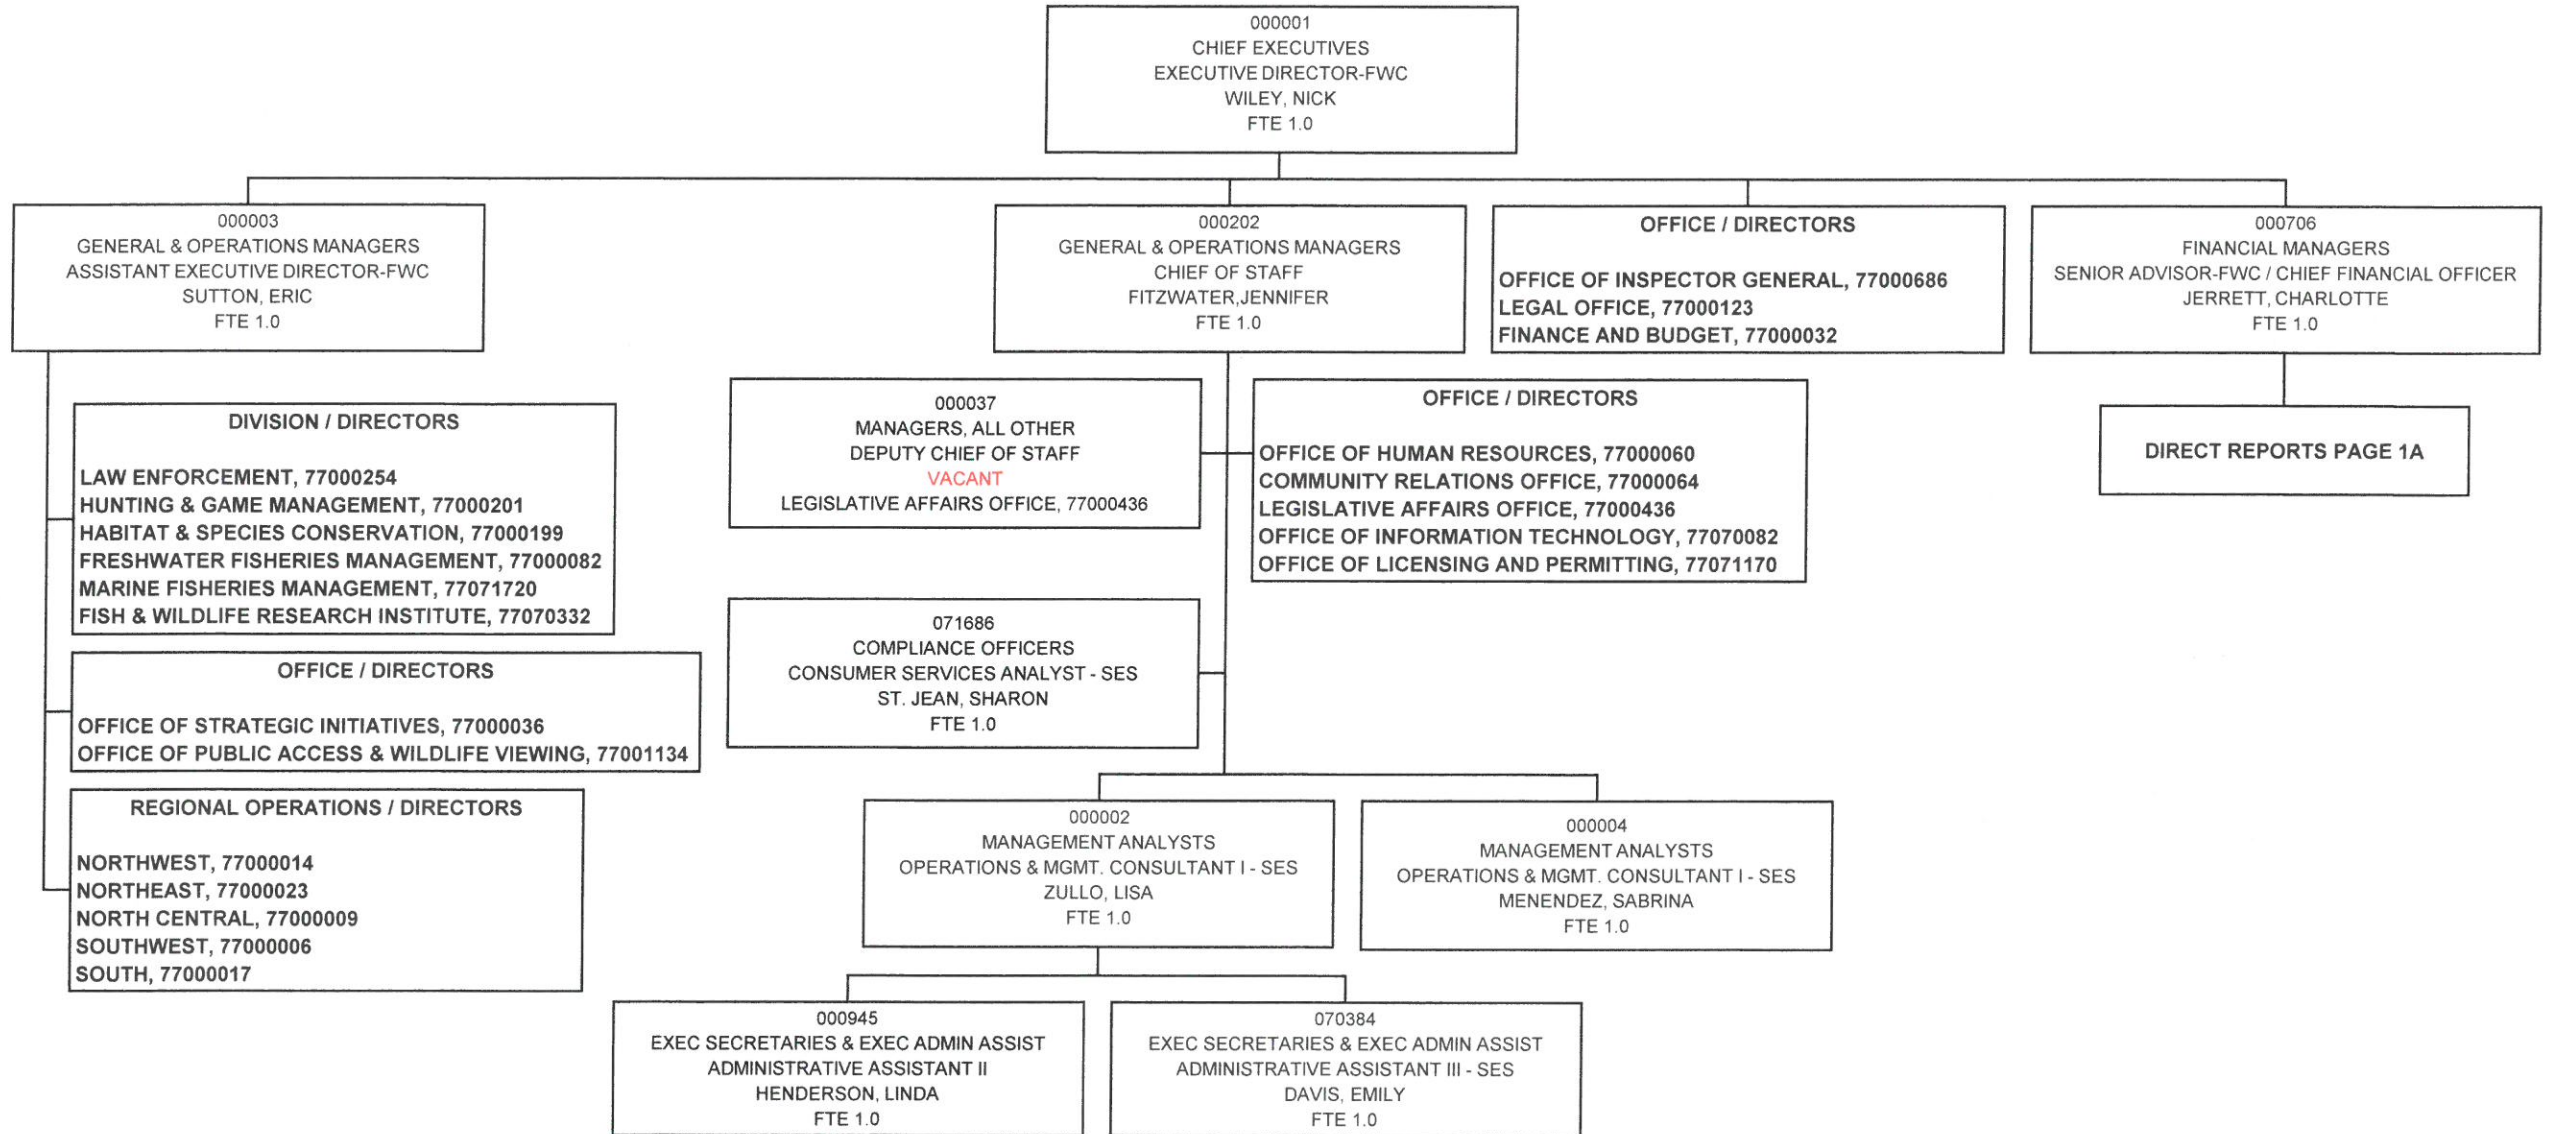 000001
CHIEF EXECUTIVES
EXECUTIVE DIRECTOR-FWC
WILEY, NICK
FTE 1.0
000003
GENERAL & OPERATIONS MANAGERS
ASSISTANT EXECUTIVE DIRECTOR-FWC
SUTTON, ERIC
FTE 1.0
000202
GENERAL & OPERATIONS MANAGERS
CHIEF OF STAFF
FITZWATER,JENNIFER
FTE 1.0
OFFICE / DIRECTORS
OFFICE OF INSPECTOR GENERAL, 77000686
LEGAL OFFICE, 77000123
FINANCE AND BUDGET, 77000032
000706
FINANCIAL MANAGERS
SENIOR ADVISOR-FWC / CHIEF FINANCIAL OFFICER
JERRETT, CHARLOTTE
FTE 1.0
DIVISION / DIRECTORS
LAW ENFORCEMENT, 77000254
HUNTING & GAME MANAGEMENT, 77000201
HABITAT & SPECIES CONSERVATION, 77000199
FRESHWATER FISHERIES MANAGEMENT, 77000082
MARINE FISHERIES MANAGEMENT, 77071720
FISH & WILDLIFE RESEARCH INSTITUTE, 77070332
OFFICE / DIRECTORS
OFFICE OF STRATEGIC INITIATIVES, 77000036
OFFICE OF PUBLIC ACCESS & WILDLIFE VIEWING, 77001134
REGIONAL OPERATIONS / DIRECTORS
NORTHWEST, 77000014
NORTHEAST, 77000023
NORTH CENTRAL, 77000009
SOUTHWEST, 77000006
SOUTH, 77000017
000037
MANAGERS, ALL OTHER
DEPUTY CHIEF OF STAFF
VACANT
LEGISLATIVE AFFAIRS OFFICE, 77000436
OFFICE / DIRECTORS
OFFICE OF HUMAN RESOURCES, 77000060
COMMUNITY RELATIONS OFFICE, 77000064
LEGISLATIVE AFFAIRS OFFICE, 77000436
OFFICE OF INFORMATION TECHNOLOGY, 77070082
OFFICE OF LICENSING AND PERMITTING, 77071170
DIRECT REPORTS PAGE 1A
071686
COMPLIANCE OFFICERS
CONSUMER SERVICES ANALYST - SES
ST. JEAN, SHARON
FTE 1.0
000002
MANAGEMENT ANALYSTS
OPERATIONS & MGMT. CONSULTANT I - SES
ZULLO, LISA
FTE 1.0
000004
MANAGEMENT ANALYSTS
OPERATIONS & MGMT. CONSULTANT I - SES
MENENDEZ, SABRINA
FTE 1.0
000945
EXEC SECRETARIES & EXEC ADMIN ASSIST
ADMINISTRATIVE ASSISTANT II
HENDERSON, LINDA
FTE 1.0
070384
EXEC SECRETARIES & EXEC ADMIN ASSIST
ADMINISTRATIVE ASSISTANT III - SES
DAVIS, EMILY
FTE 1.0